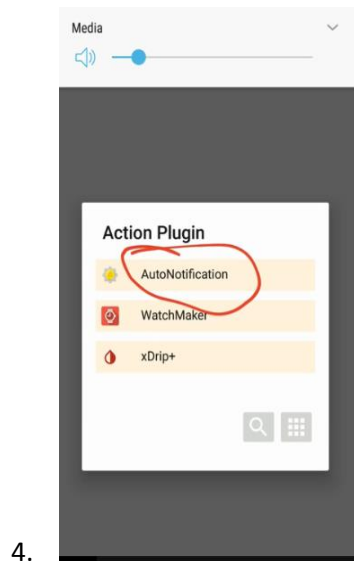 Media
Action Plugin
AutoNotification
WatchMaker
xDrip+
4.